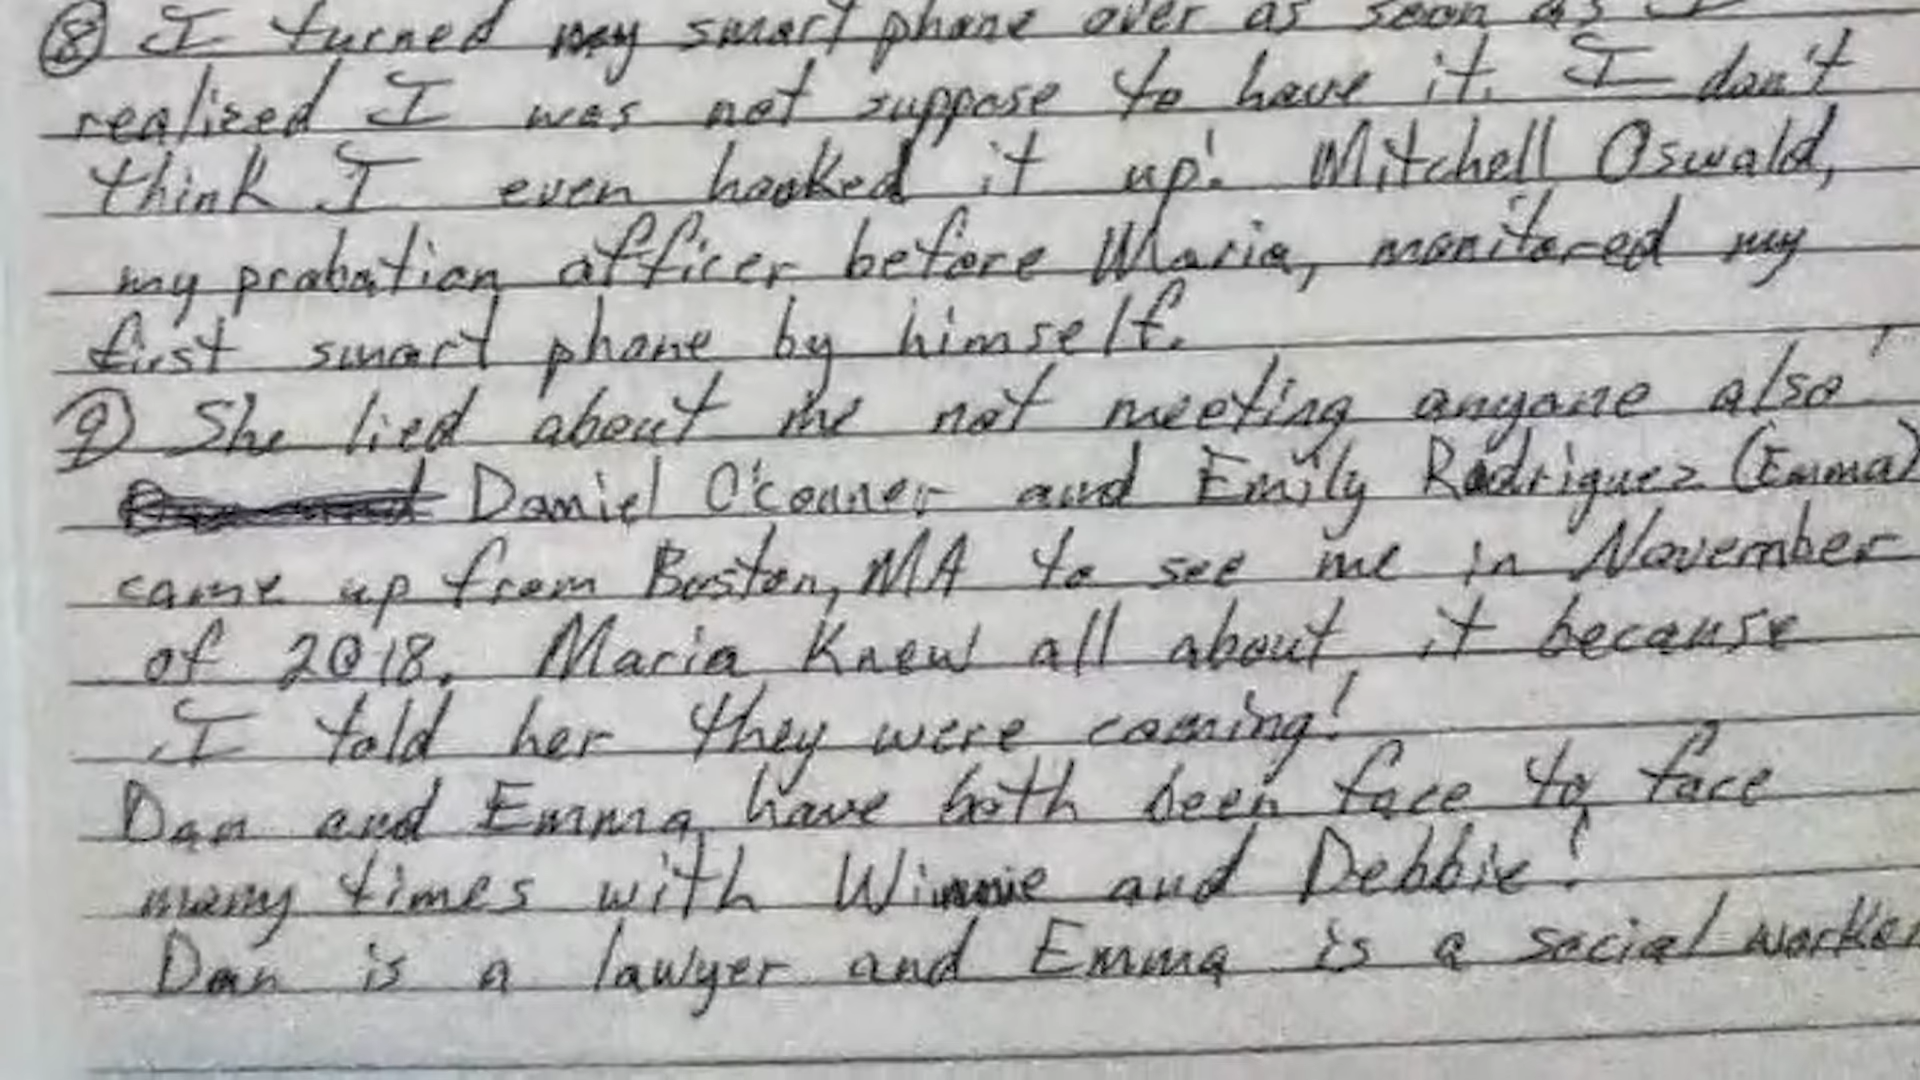 ⑧ I turned my smart phone over as soon as I
realized I was not suppose to have it. I don't
think I even hooked it up! Mitchell Oswald,
my probation officer before Maria, monitored my
first smart phone by himself.
⑨ She lied about me not meeting anyone also!
Daniel O'conner and Emily Rodriguez (Emma)
came up from Boston, MA to see me in November
of 2018. Maria Knew all about it because
I told her they were coming!
Dan and Emma have both been face to face
many times with Winnie and Debbie!
Dan is a lawyer and Emma is a social worker